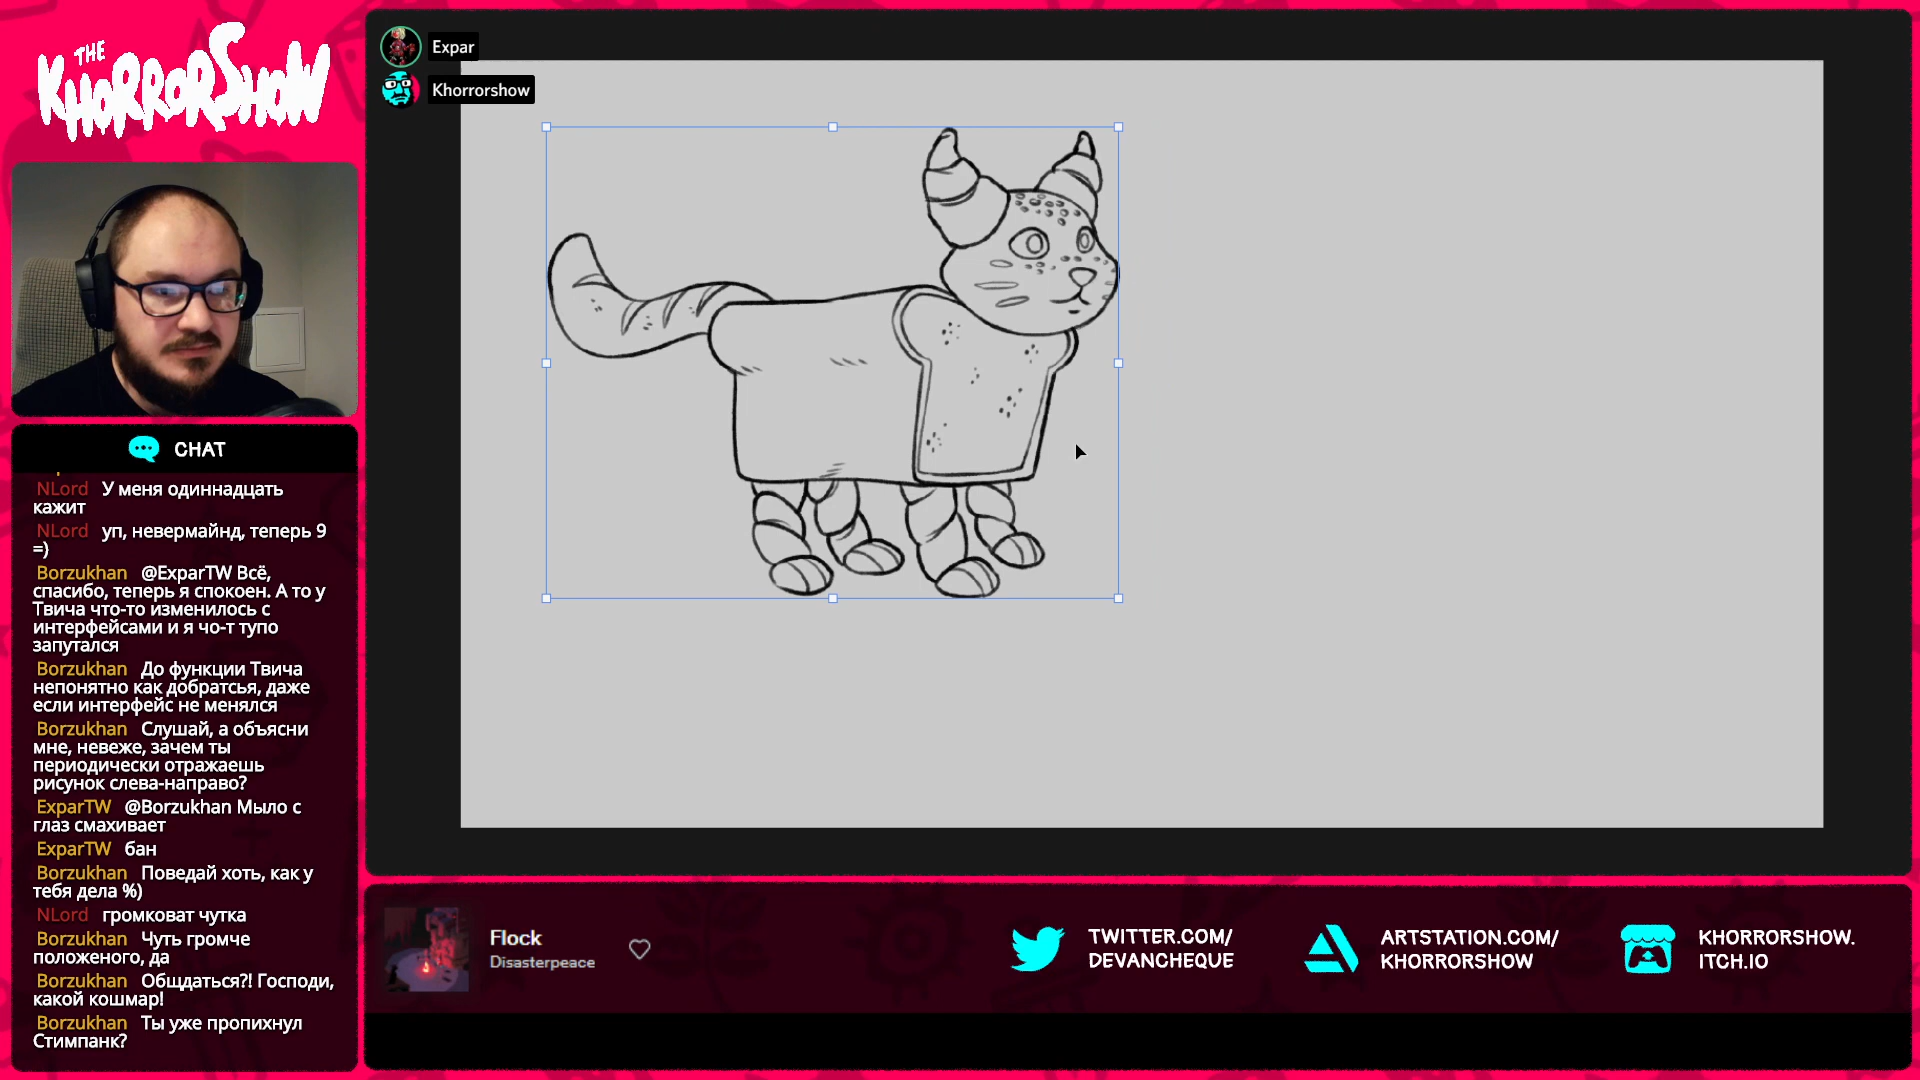 THE
KHORRORSHOW
Expar
Khorrorshow
CHAT
NLord У меня одиннадцать
кажит
NLord уп, невермайнд, теперь 9
=)
Borzukhan @ExparTW Всё,
спасибо, теперь я спокоен. А то у
Твича что-то изменилось с
интерфейсами и я чо-т тупо
запутался
Borzukhan До функции Твича
непонятно как добратсья, даже
если интерфейс не менялся
Borzukhan Слушай, а объясни
мне, невеже, зачем ты
периодически отражаешь
рисунок слева-направо?
ExparTW @Borzukhan Мыло с
глаз смахивает
ExparTW бан
Borzukhan Поведай хоть, как у
тебя дела %)
NLord громковат чутка
Borzukhan Чуть громче
положеного, да
Borzukhan Общдаться?! Господи,
какой кошмар!
Borzukhan Ты уже пропихнул
Стимпанк?
Flock
Disasterpeace
TWITTER.COM/
DEVANCHEQUE
ARTSTATION.COM/
KHORRORSHOW
KHORRORSHOW.
ITCH.IO